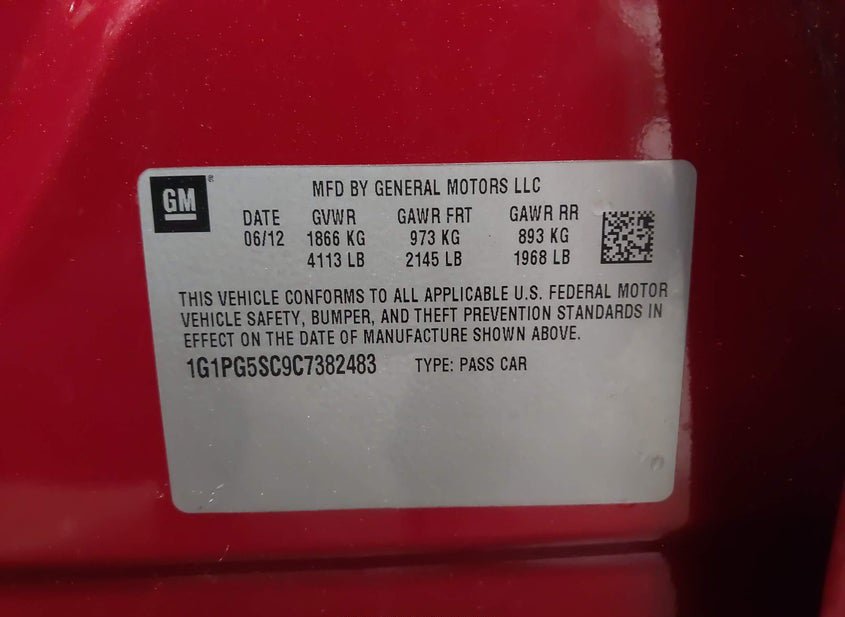 GM
MFD BY GENERAL MOTORS LLC
DATE GVWR GAWR FRT GAWR RR
06/12 1866 KG 973 KG 893 KG
4113 LB 2145 LB 1968 LB
THIS VEHICLE CONFORMS TO ALL APPLICABLE U.S. FEDERAL MOTOR
VEHICLE SAFETY, BUMPER, AND THEFT PREVENTION STANDARDS IN
EFFECT ON THE DATE OF MANUFACTURE SHOWN ABOVE.
1G1PG5SC9C7382483 TYPE: PASS CAR